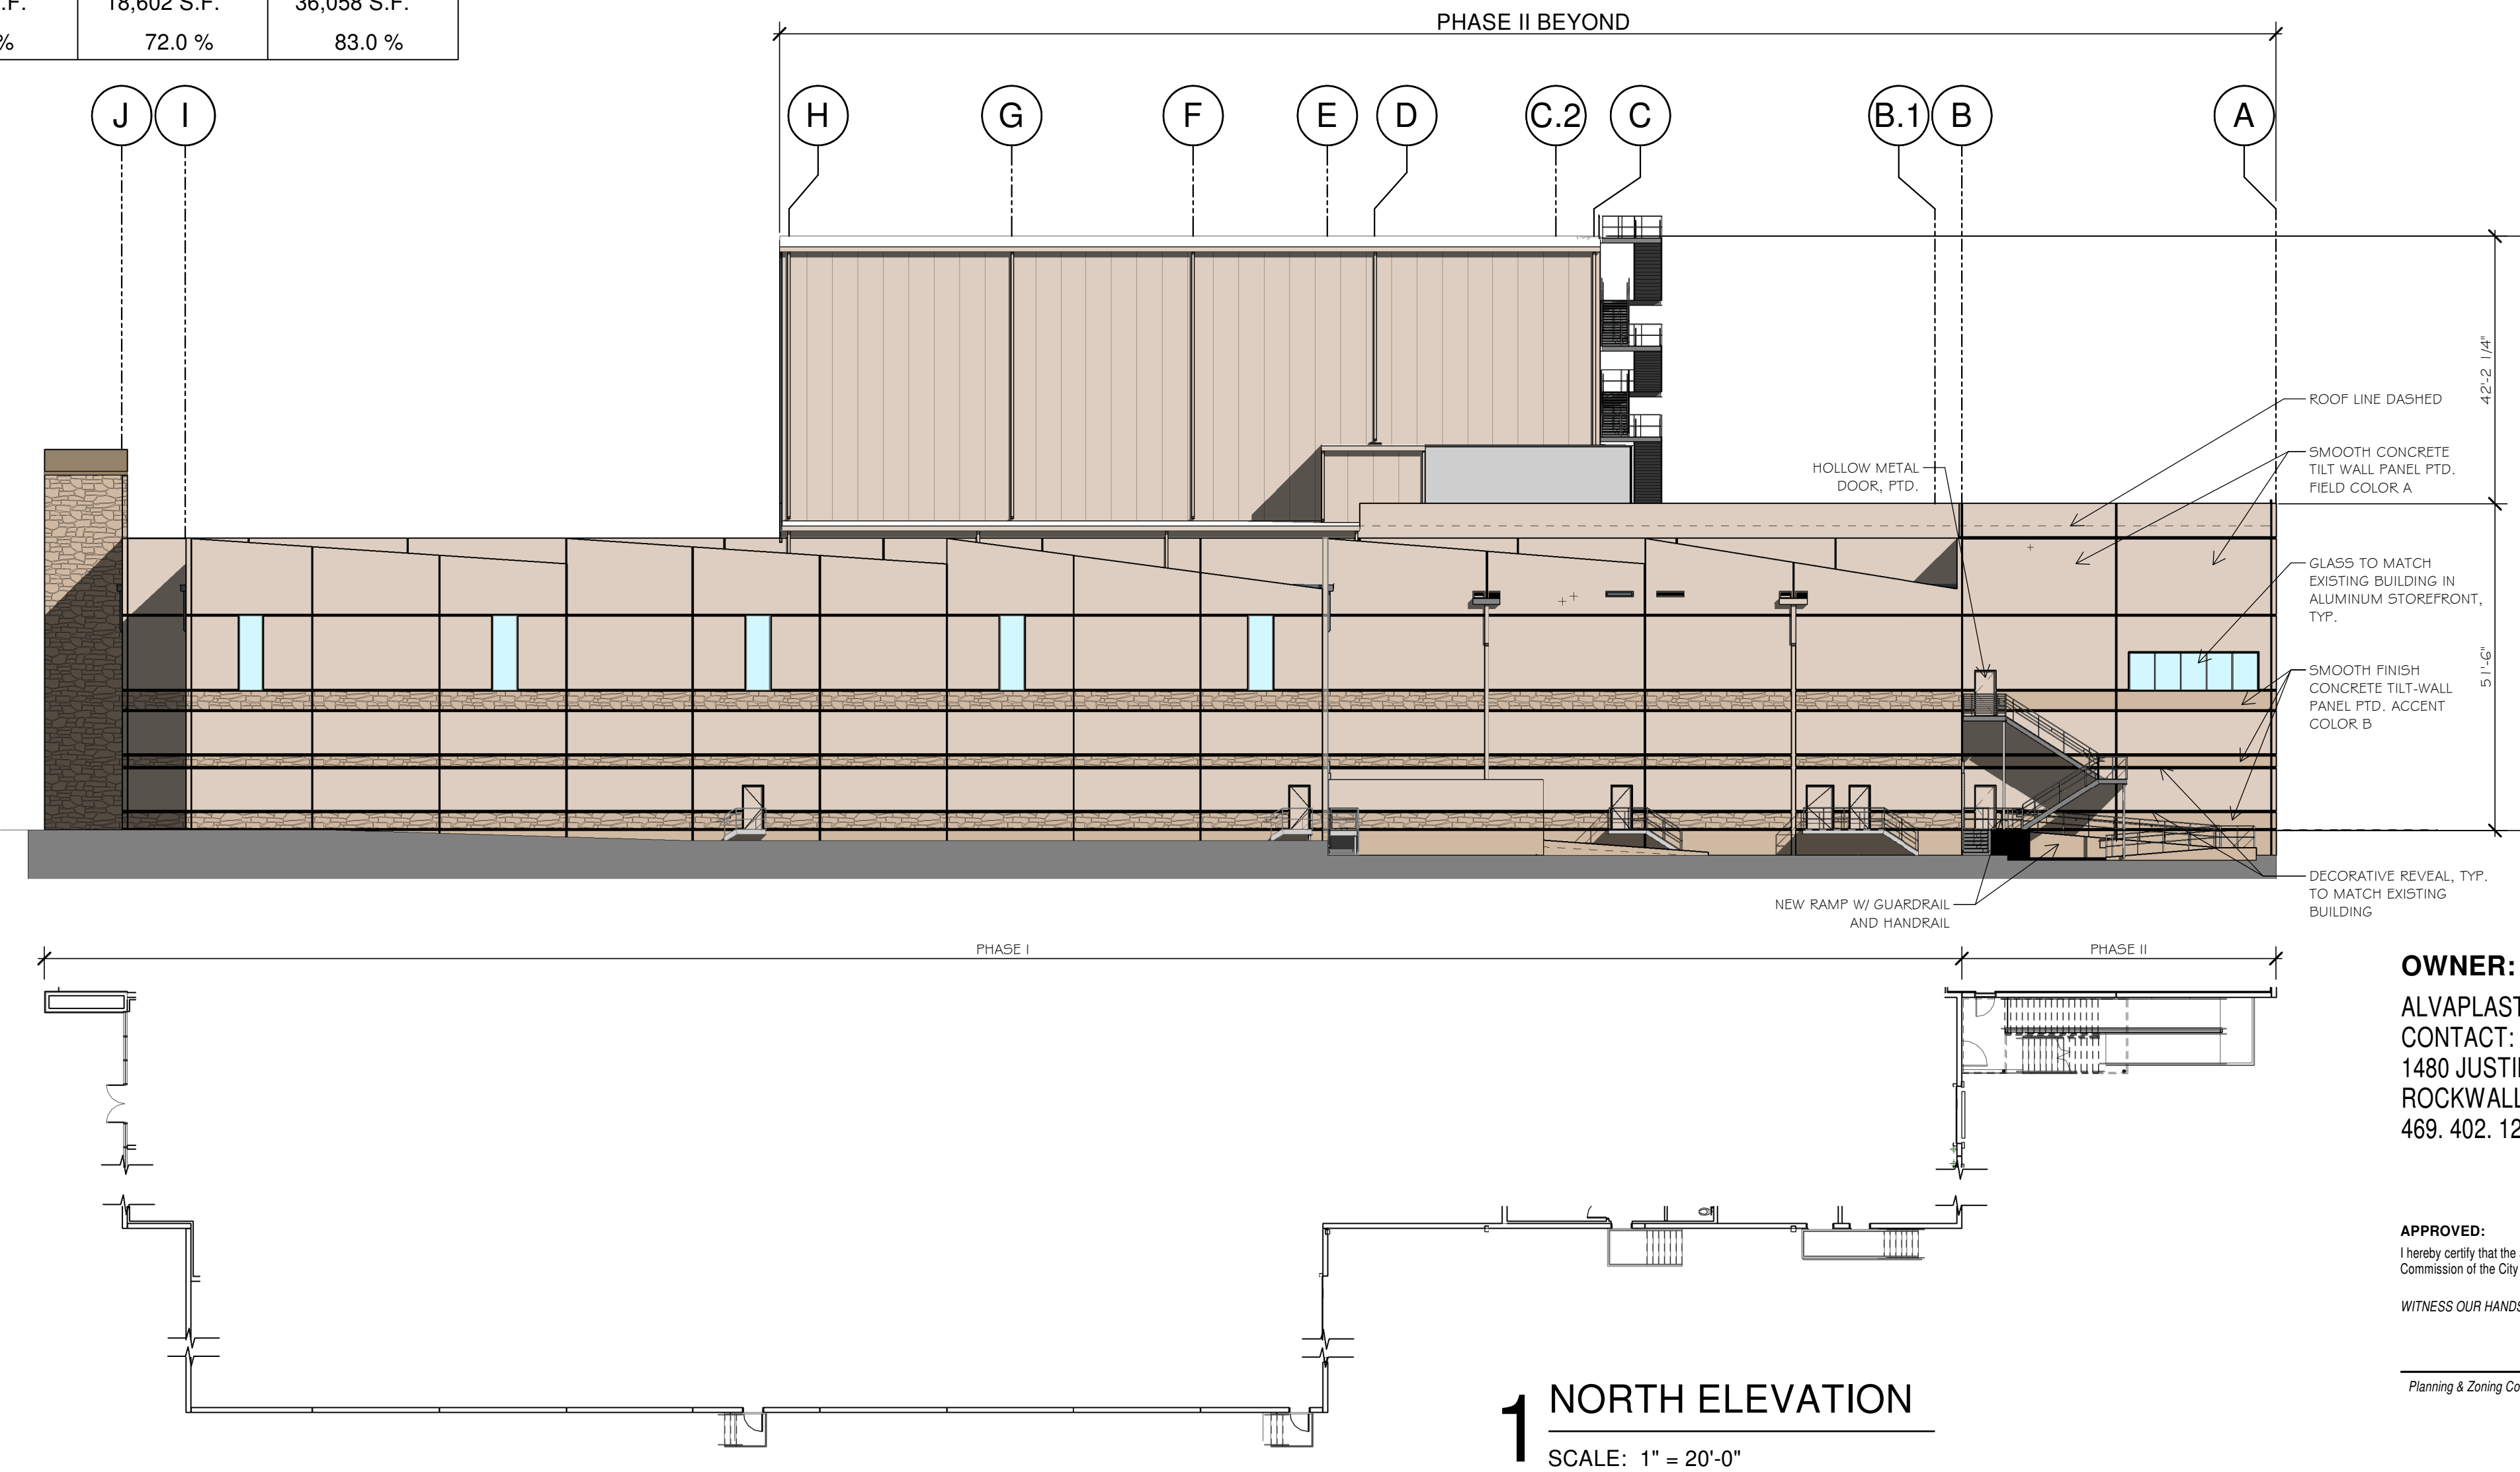 18,602 S.F.
36,058 S.F.
%
72.0 %
83.0 %
PHASE II BEYOND
J
I
H
G
F
E
D
C.2
C
B.1
B
A
42'-2 1/4"
51'-6"
ROOF LINE DASHED
SMOOTH CONCRETE
TILT WALL PANEL PTD.
FIELD COLOR A
HOLLOW METAL
DOOR, PTD.
GLASS TO MATCH
EXISTING BUILDING IN
ALUMINUM STOREFRONT,
TYP.
SMOOTH FINISH
CONCRETE TILT-WALL
PANEL PTD. ACCENT
COLOR B
DECORATIVE REVEAL, TYP.
TO MATCH EXISTING
BUILDING
NEW RAMP W/ GUARDRAIL
AND HANDRAIL
PHASE I
PHASE II
OWNER:
ALVAPLAST
CONTACT:
1480 JUSTI
ROCKWALL
469. 402. 12
APPROVED:
I hereby certify that the
Commission of the City
WITNESS OUR HANDS
Planning & Zoning Co
1 NORTH ELEVATION
SCALE: 1" = 20'-0"